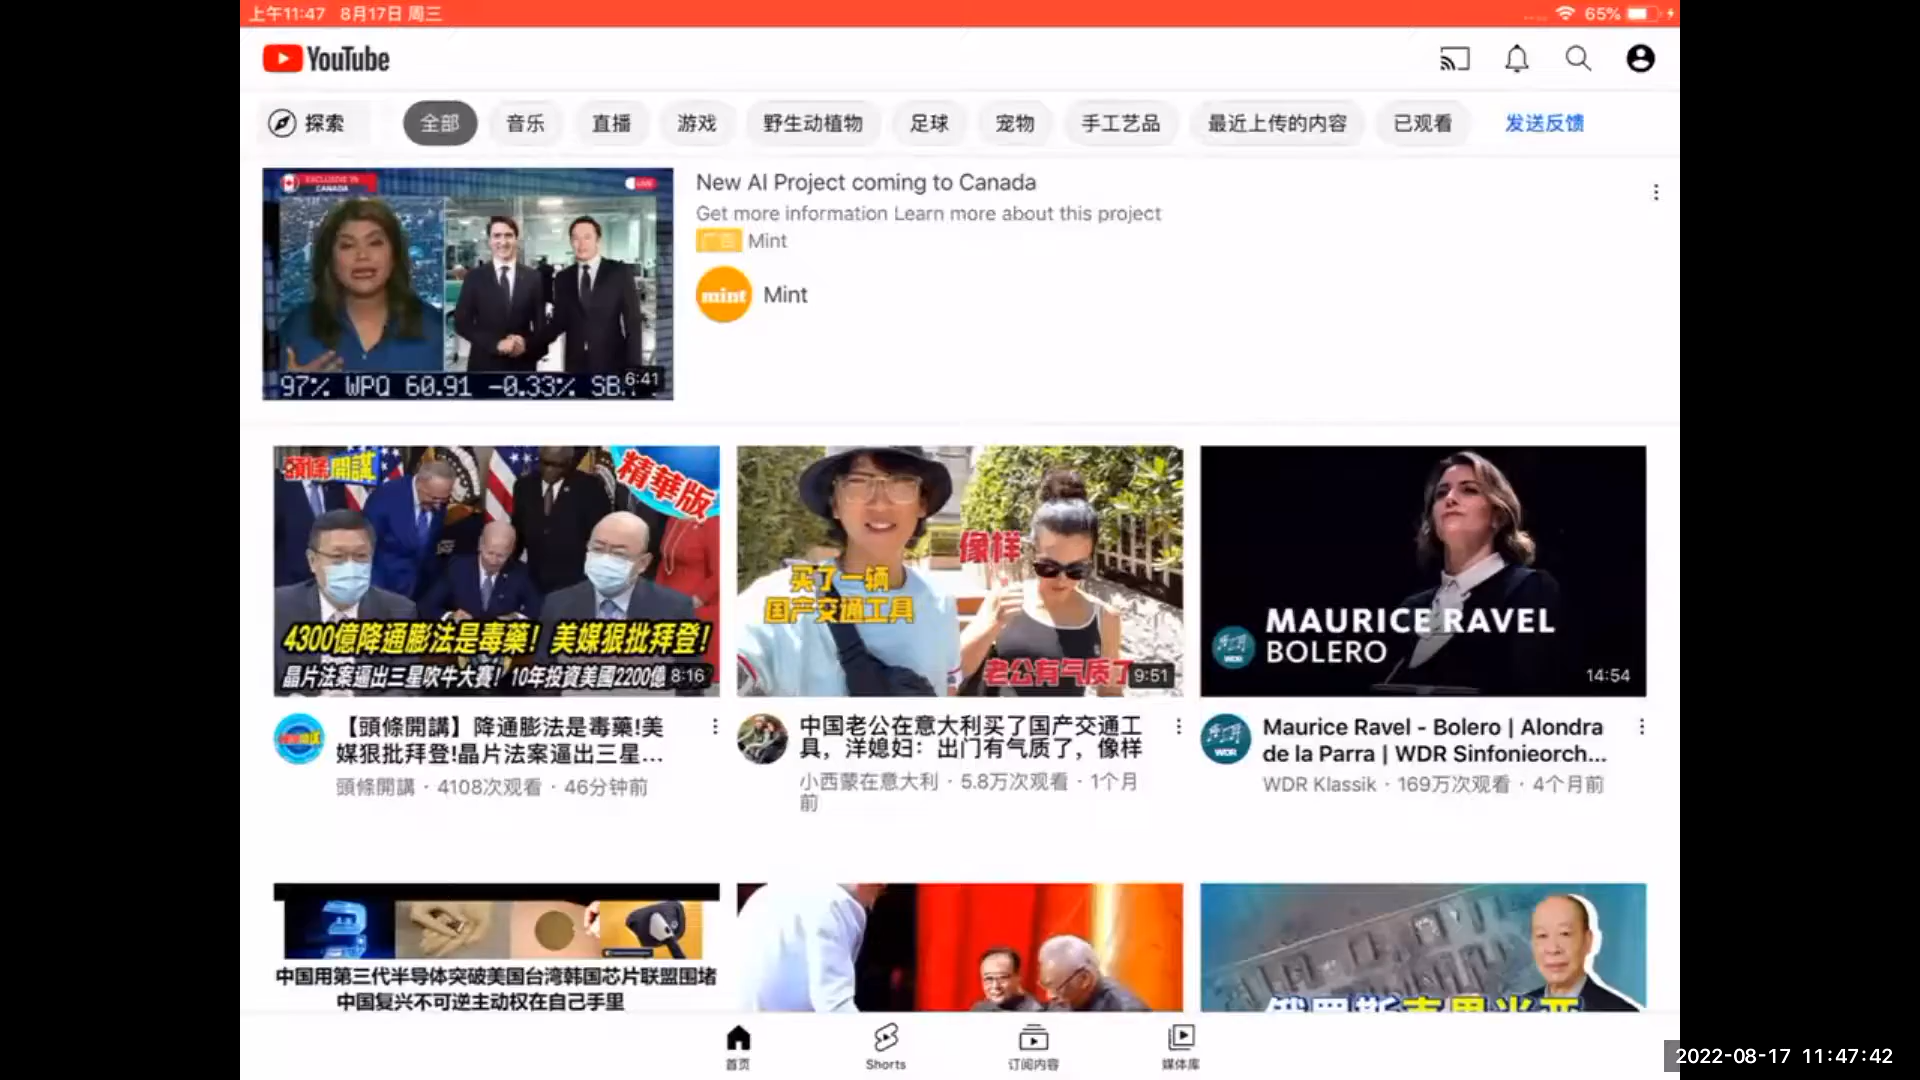 上午11:47 8月17日 周三
65%
YouTube
探索
全部
音乐
直播
游戏
野生动植物
足球
宠物
手工艺品
最近上传的内容
已观看
发送反馈
EXCLUSIVE IN
CANADA
LIVE
97% WPQ 60.91 -0.33% SB
6:41
New AI Project coming to Canada
Get more information Learn more about this project
广告 Mint
mint
Mint
頭條開講
精華版
4300億降通膨法是毒藥！美媒狠批拜登！
晶片法案逼出三星吹牛大賽！10年投資美國2200億
8:16
买了一辆
国产交通工具
像样
老公有气质了
9:51
MAURICE RAVEL
BOLERO
WDR
14:54
【頭條開講】降通膨法是毒藥!美
媒狠批拜登!晶片法案逼出三星...
頭條開講 · 4108次观看 · 46分钟前
中国老公在意大利买了国产交通工
具，洋媳妇：出门有气质了，像样
小西蒙在意大利 · 5.8万次观看 · 1个月
前
WDR
Maurice Ravel - Bolero | Alondra
de la Parra | WDR Sinfonieorch...
WDR Klassik · 169万次观看 · 4个月前
中国用第三代半导体突破美国台湾韩国芯片联盟围堵
中国复兴不可逆主动权在自己手里
俄罗斯克里米亚
首页
Shorts
订阅内容
媒体库
2022-08-17 11:47:42